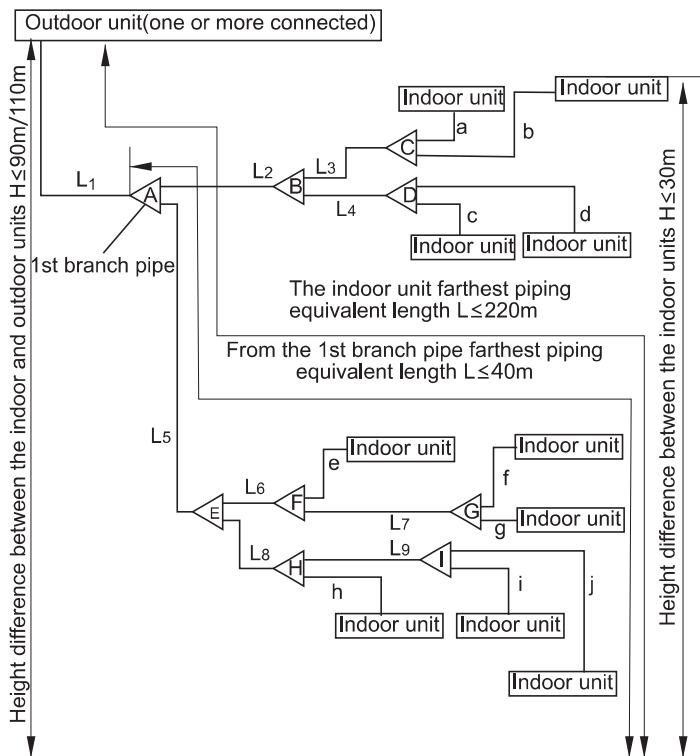 Outdoor unit(one or more connected)
Indoor unit
Indoor unit
a
b
C
L3
L2
L1
B
A
D
L4
c
d
Indoor unit
Indoor unit
1st branch pipe
The indoor unit farthest piping
equivalent length L≤220m
From the 1st branch pipe farthest piping
equivalent length L≤40m
L5
Indoor unit
Indoor unit
e
f
L6
F
G
E
L7
g
Indoor unit
L8
H
L9
I
h
i
j
Indoor unit
Indoor unit
Indoor unit
Height difference between the indoor and outdoor units H≤90m/110m
Height difference between the indoor units H≤30m